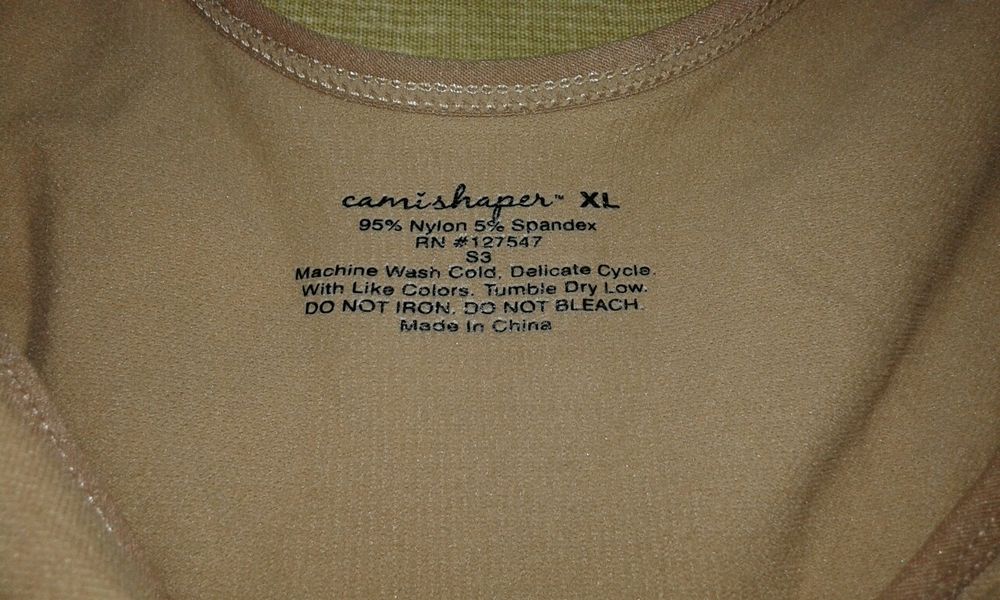 camishaper™ XL
95% Nylon 5% Spandex
RN #127547
S3
Machine Wash Cold, Delicate Cycle.
With Like Colors. Tumble Dry Low.
DO NOT IRON. DO NOT BLEACH.
Made In China